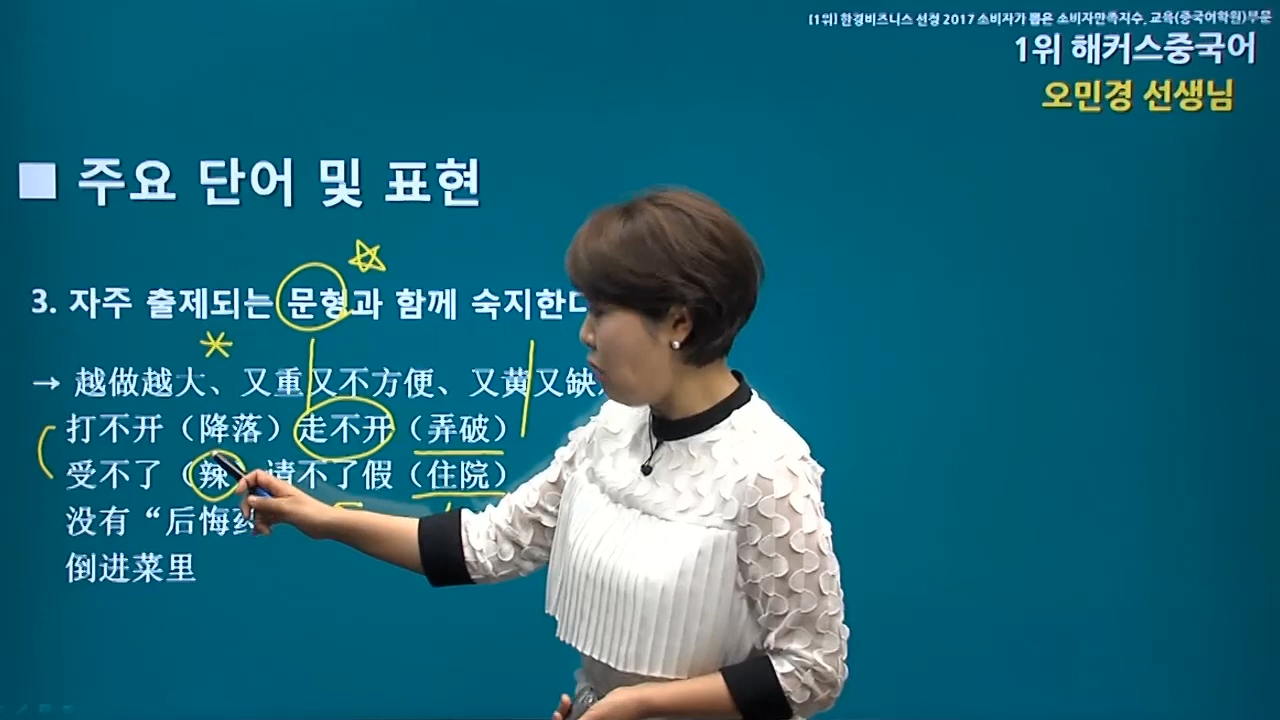 [1위] 한경비즈니스 선정 2017 소비자가 뽑은 소비자만족지수, 교육(중국어학원)부문
1위 해커스중국어
오민경 선생님
■ 주요 단어 및 표현
3. 자주 출제되는 문형과 함께 숙지한다
→ 越做越大、又重又不方便、又黄又缺
打不开（降落）走不开（弄破）
受不了（辣） 请不了假（住院）
没有“后悔药
倒进菜里